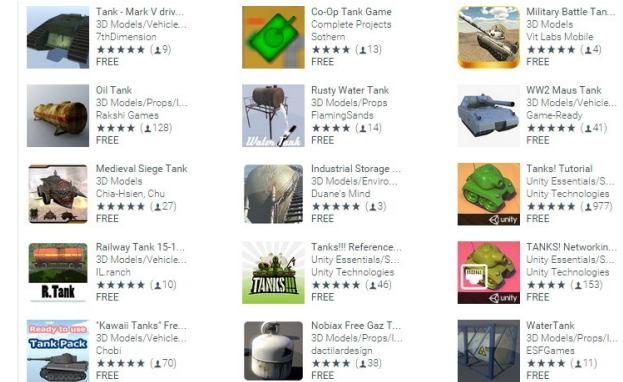 Tank - Mark V driv...
3D Models/Vehicle...
7thDimension
★★★★★ (9)
FREE
Co-Op Tank Game
Complete Projects
Sothern
★★★★★ (13)
FREE
Military Battle Tan...
3D Models
Vit Labs Mobile
★★★★★ (4)
FREE
Oil Tank
3D Models/Props/I...
Rakshi Games
★★★★ (128)
FREE
Water Tank
Rusty Water Tank
3D Models/Props
FlamingSands
★★★★ (14)
FREE
WW2 Maus Tank
3D Models/Vehicle...
Game-Ready
★★★★ (41)
FREE
Medieval Siege Tank
3D Models
Chia-Hsien, Chu
★★★★★ (27)
FREE
Industrial Storage ...
3D Models/Enviro...
Duane's Mind
★★★★★ (3)
FREE
unity
Tanks! Tutorial
Unity Essentials/S...
Unity Technologies
★★★★★ (977)
FREE
R.Tank
Railway Tank 15-1...
3D Models/Vehicle...
IL.ranch
★★★★★ (10)
FREE
TANKS!!!
Tanks!!! Reference...
Unity Essentials/S...
Unity Technologies
★★★★★ (46)
FREE
unity
TANKS! Networkin...
Unity Essentials/S...
Unity Technologies
★★★★★ (153)
FREE
Ready to use
Tank Pack
"Kawaii Tanks" Fre...
3D Models/Vehicle...
Chobi
★★★★★ (70)
FREE
Nobiax Free Gaz T...
3D Models/Props/I...
dactilardesign
★★★★★ (38)
FREE
WaterTank
3D Models/Props/I...
ESFGames
★★★★ (11)
FREE